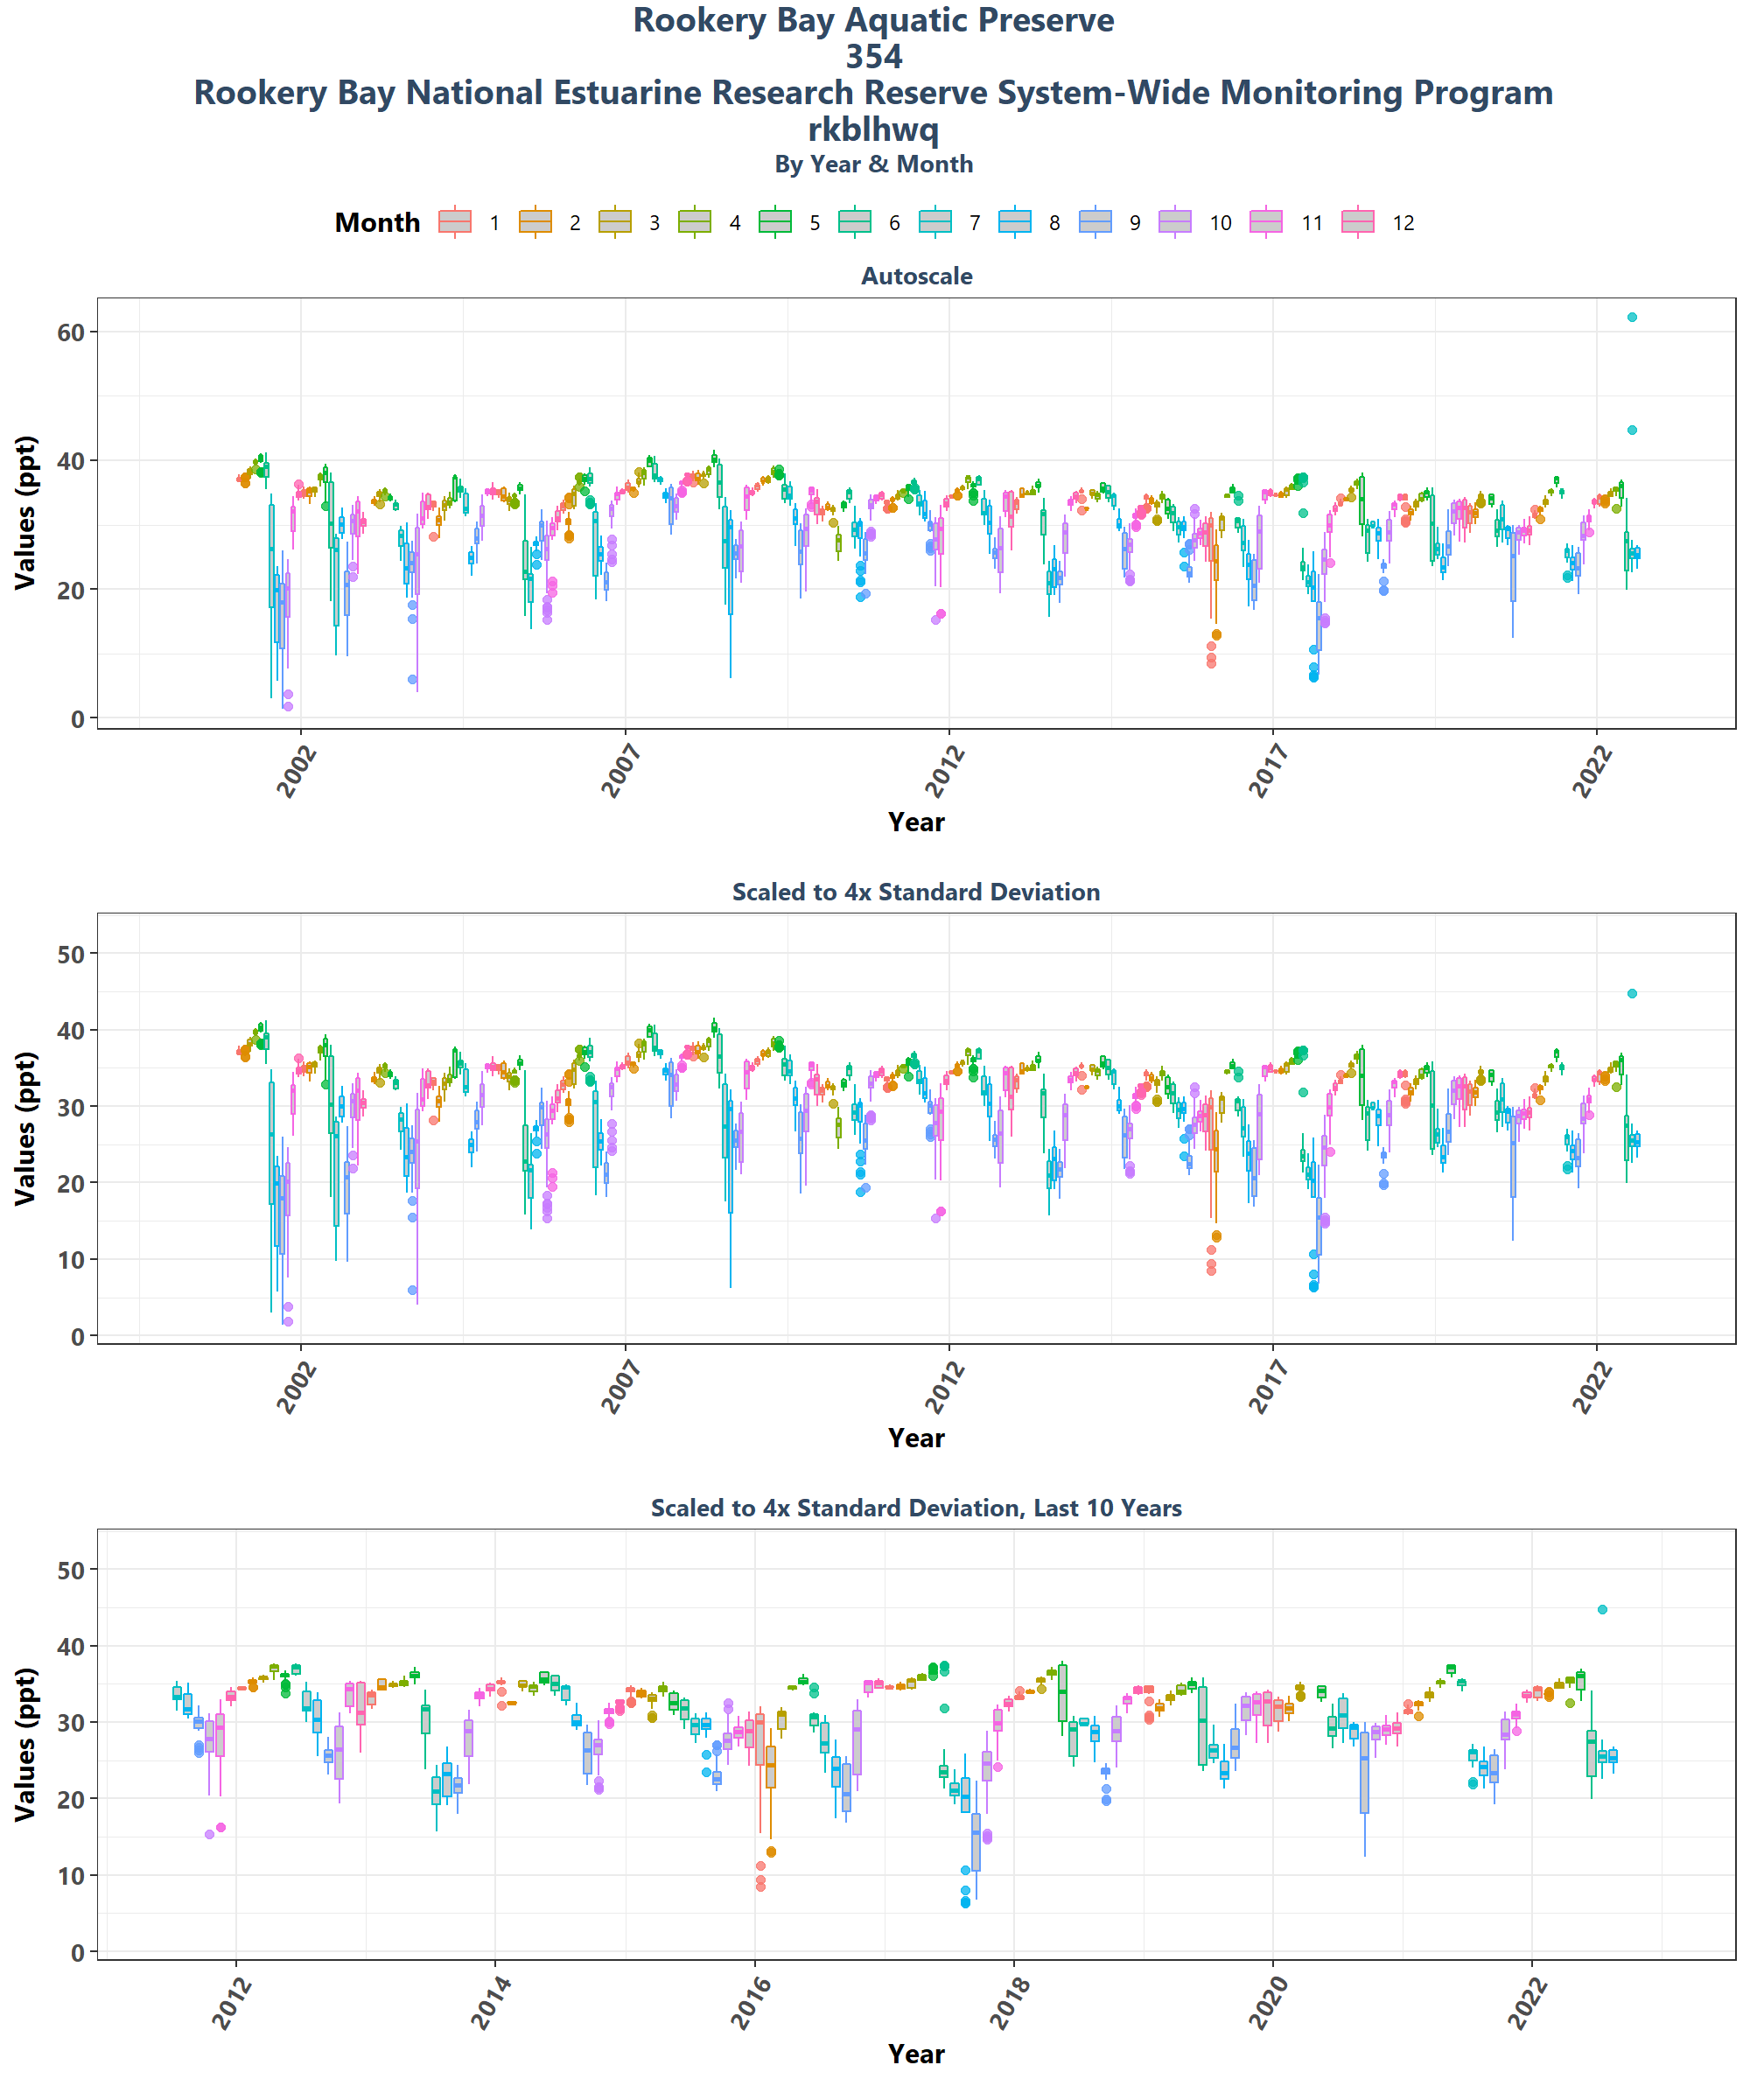 Rookery Bay Aquatic Preserve
354
Rookery Bay National Estuarine Research Reserve System-Wide Monitoring Program
rkblhwq
By Year & Month
Month 1 2 3 4 5 6 7 8 9 10 11 12
Autoscale
Values (ppt)
60
40
20
0
2002 2007 2012 2017 2022
Year
Scaled to 4x Standard Deviation
Values (ppt)
50
40
30
20
10
0
2002 2007 2012 2017 2022
Year
Scaled to 4x Standard Deviation, Last 10 Years
Values (ppt)
50
40
30
20
10
0
2012 2014 2016 2018 2020 2022
Year